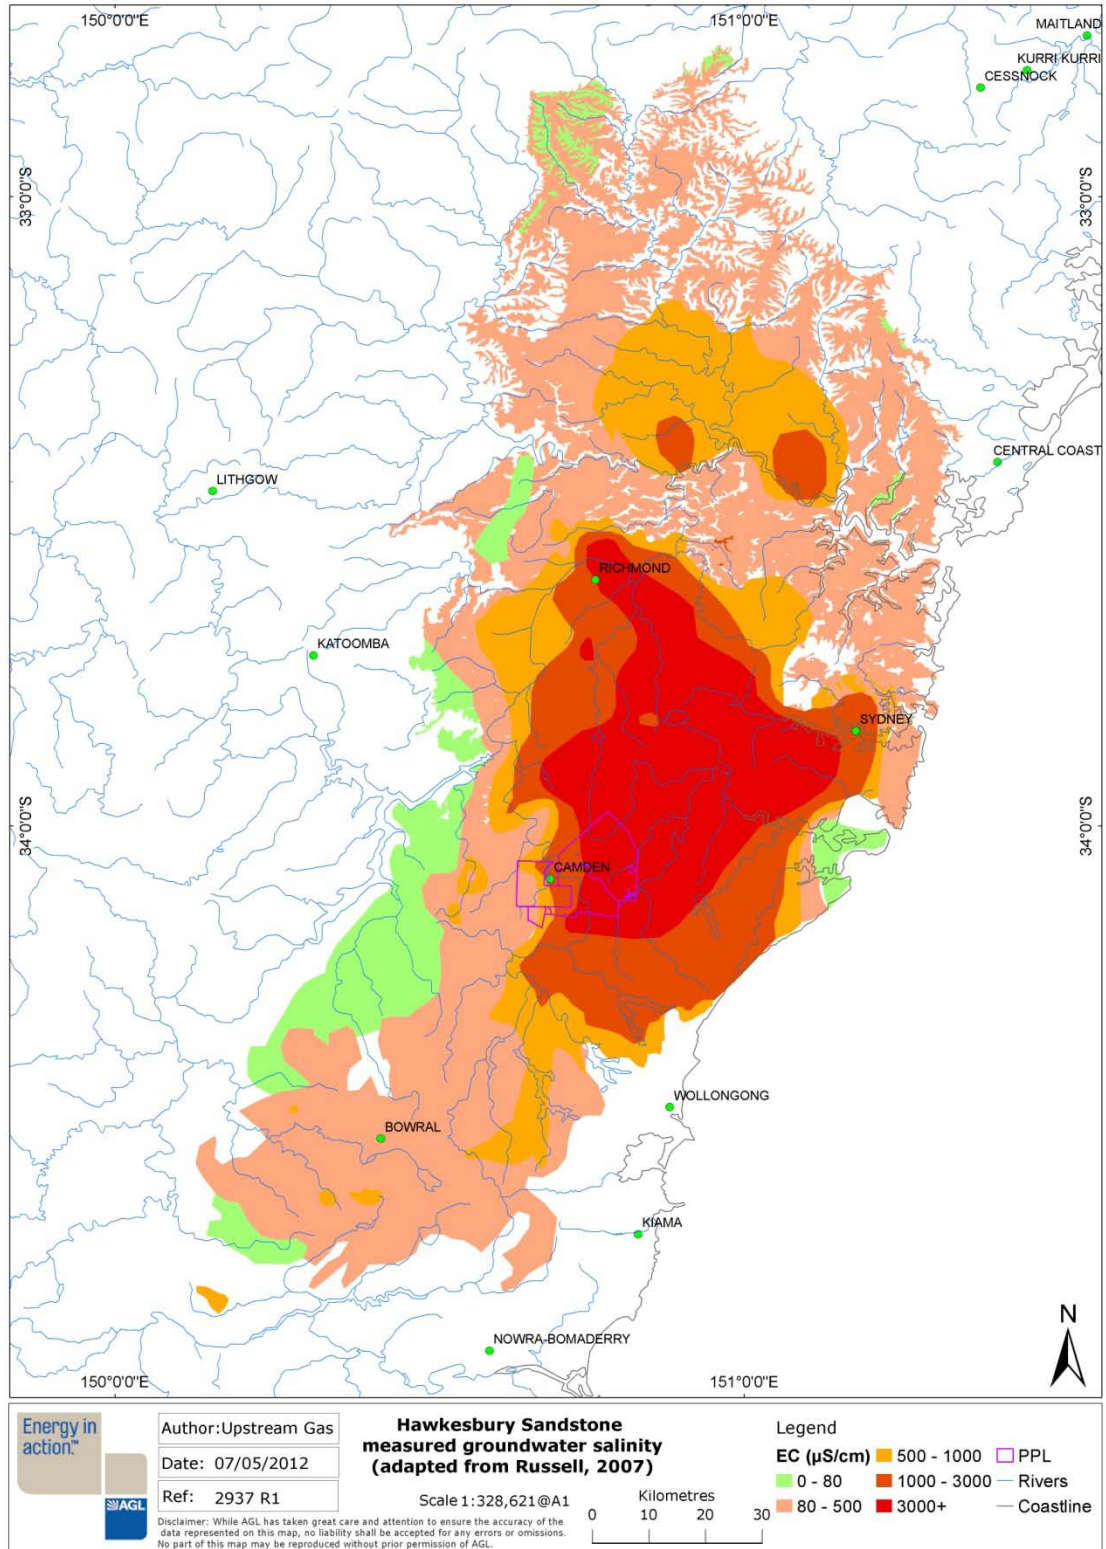 150°0'0"E
151°0'0"E
MAITLAND
KURRI KURRI
CESSNOCK
33°0'0"S
33°0'0"S
CENTRAL COAST
LITHGOW
RICHMOND
KATOOMBA
SYDNEY
34°0'0"S
34°0'0"S
CAMDEN
WOLLONGONG
BOWRAL
KIAMA
NOWRA-BOMADERRY
N
150°0'0"E
151°0'0"E
Energy in
action.™
AGL
Author:Upstream Gas
Date: 07/05/2012
Ref: 2937 R1
Disclaimer: While AGL has taken great care and attention to ensure the accuracy of the
data represented on this map, no liability shall be accepted for any errors or omissions.
No part of this map may be reproduced without prior permission of AGL.
Hawkesbury Sandstone
measured groundwater salinity
(adapted from Russell, 2007)
Scale 1:328,621@A1
Kilometres
0 10 20 30
Legend
EC (µS/cm)
0 - 80
80 - 500
500 - 1000
1000 - 3000
3000+
PPL
Rivers
Coastline